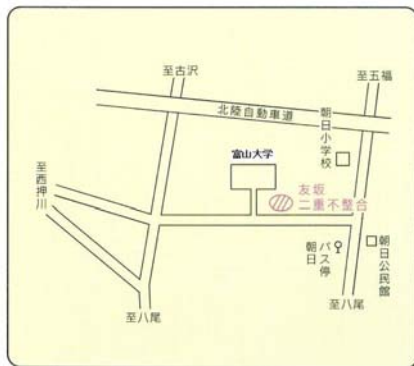 至古沢
至五福
北陸自動車道
朝日小学校
富山大学
至西押川
友坂
二重不整合
バス停
朝日
朝日公民館
至八尾
至八尾